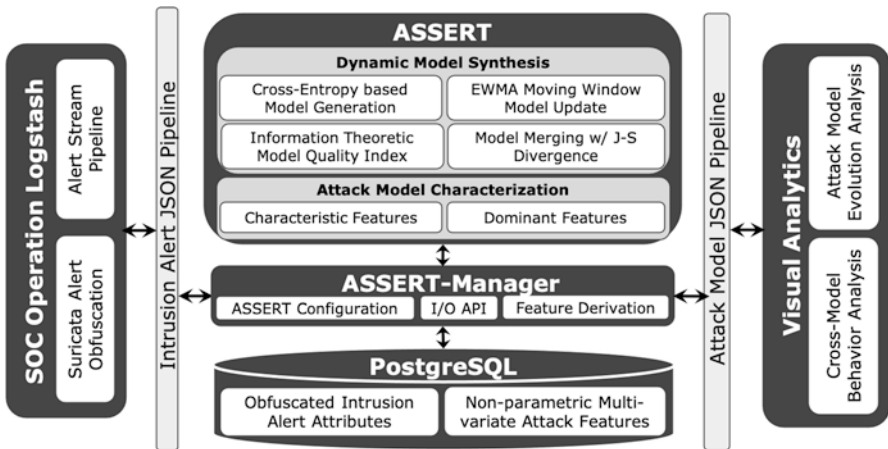 SOC Operation Logstash
Alert Stream
Pipeline
Suricata Alert
Obfuscation
Intrusion Alert JSON Pipeline
ASSERT
Dynamic Model Synthesis
Cross-Entropy based
Model Generation
EWMA Moving Window
Model Update
Information Theoretic
Model Quality Index
Model Merging w/ J-S
Divergence
Attack Model Characterization
Characteristic Features
Dominant Features
ASSERT-Manager
ASSERT Configuration
I/O API
Feature Derivation
PostgreSQL
Obfuscated Intrusion
Alert Attributes
Non-parametric Multi-
variate Attack Features
Attack Model JSON Pipeline
Visual Analytics
Attack Model
Evolution Analysis
Cross-Model
Behavior Analysis